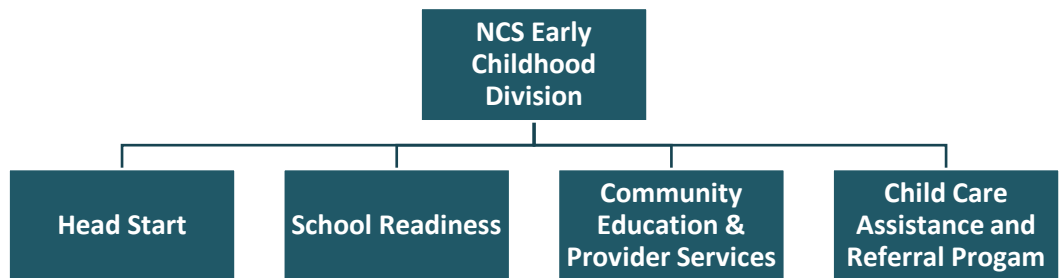 NCS Early
Childhood
Division
Head Start
School Readiness
Community
Education &
Provider Services
Child Care
Assistance and
Referral Progam